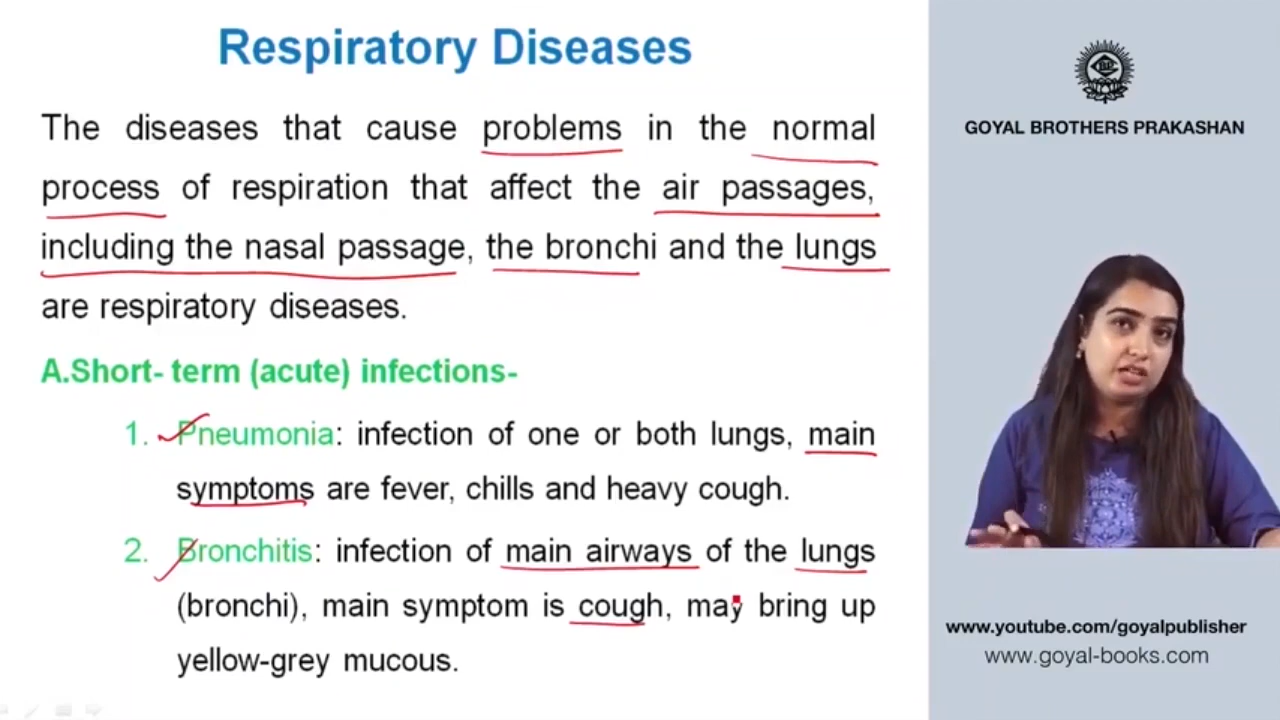 Respiratory Diseases
The diseases that cause problems in the normal
process of respiration that affect the air passages,
including the nasal passage, the bronchi and the lungs
are respiratory diseases.
A.Short- term (acute) infections-
1. Pneumonia: infection of one or both lungs, main
symptoms are fever, chills and heavy cough.
2. Bronchitis: infection of main airways of the lungs
(bronchi), main symptom is cough, may bring up
yellow-grey mucous.
GOYAL BROTHERS PRAKASHAN
www.youtube.com/goyalpublisher
www.goyal-books.com